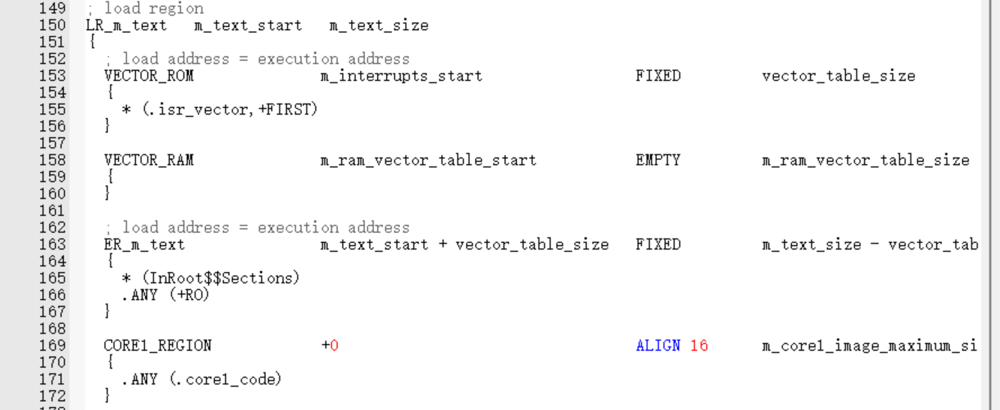 149 ; load region
150 LR_m_text m_text_start m_text_size
151 {
152 ; load address = execution address
153 VECTOR_ROM m_interrupts_start FIXED vector_table_size
154 {
155 * (.isr_vector,+FIRST)
156 }
157
158 VECTOR_RAM m_ram_vector_table_start EMPTY m_ram_vector_table_size
159 {
160 }
161
162 ; load address = execution address
163 ER_m_text m_text_start + vector_table_size FIXED m_text_size - vector_tab
164 {
165 * (InRoot$$Sections)
166 .ANY (+RO)
167 }
168
169 CORE1_REGION +0 ALIGN 16 m_core1_image_maximum_si
170 {
171 .ANY (.core1_code)
172 }